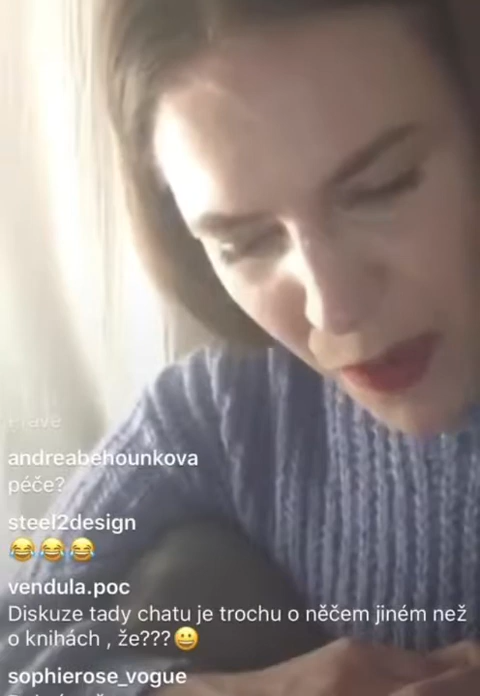 andreabehounkova
péče?
steel2design
😂😂😂
vendula.poc
Diskuze tady chatu je trochu o něčem jiném než
o knihách , že???😀
sophierose_vogue